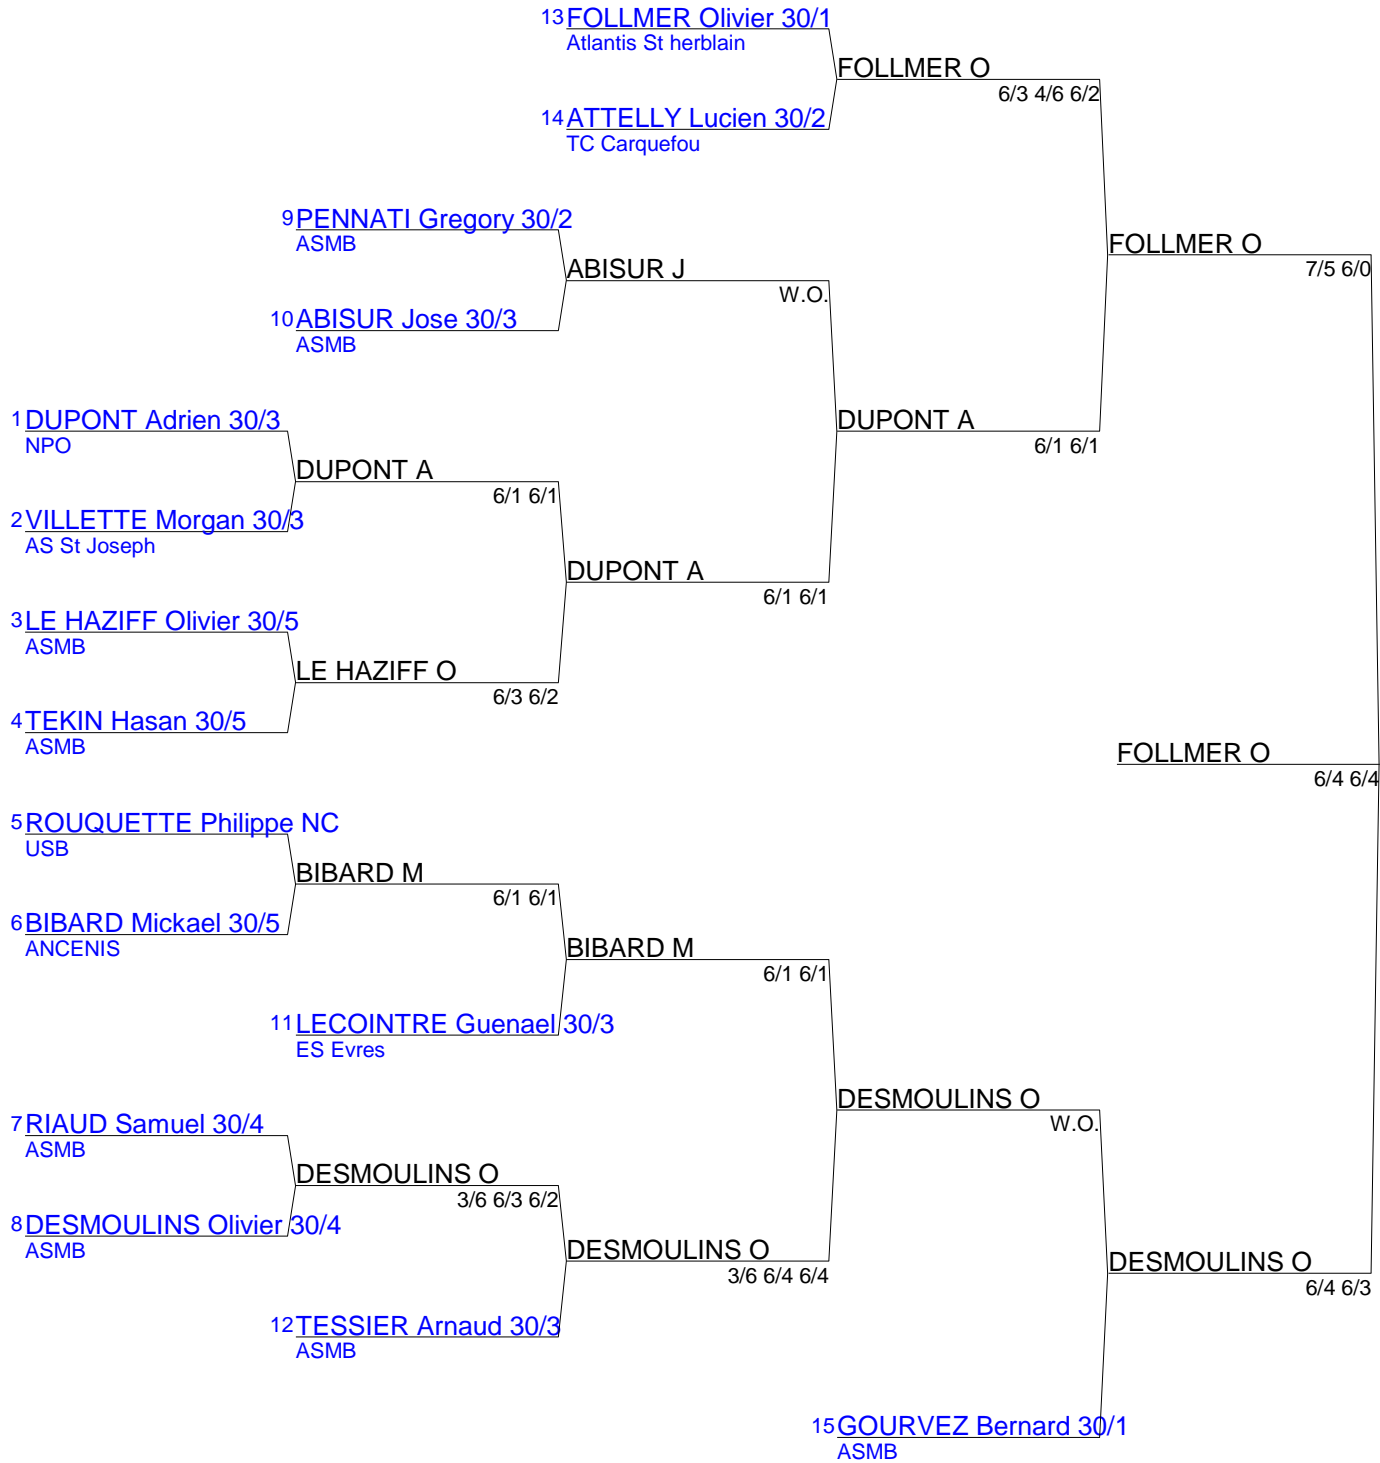 13 FOLLMER Olivier 30/1
Atlantis St herblain
FOLLMER O
6/3 4/6 6/2
14 ATTELLY Lucien 30/2
TC Carquefou
9 PENNATI Gregory 30/2
ASMB
FOLLMER O
7/5 6/0
ABISUR J
W.O.
10 ABISUR Jose 30/3
ASMB
1 DUPONT Adrien 30/3
NPO
DUPONT A
6/1 6/1
DUPONT A
6/1 6/1
2 VILLETTE Morgan 30/3
AS St Joseph
DUPONT A
6/1 6/1
3 LE HAZIFF Olivier 30/5
ASMB
LE HAZIFF O
6/3 6/2
4 TEKIN Hasan 30/5
ASMB
FOLLMER O
6/4 6/4
5 ROUQUETTE Philippe NC
USB
BIBARD M
6/1 6/1
6 BIBARD Mickael 30/5
ANCENIS
BIBARD M
6/1 6/1
11 LECOINTRE Guenael 30/3
ES Evres
DESMOULINS O
W.O.
7 RIAUD Samuel 30/4
ASMB
DESMOULINS O
3/6 6/3 6/2
8 DESMOULINS Olivier 30/4
ASMB
DESMOULINS O
3/6 6/4 6/4
DESMOULINS O
6/4 6/3
12 TESSIER Arnaud 30/3
ASMB
15 GOURVEZ Bernard 30/1
ASMB